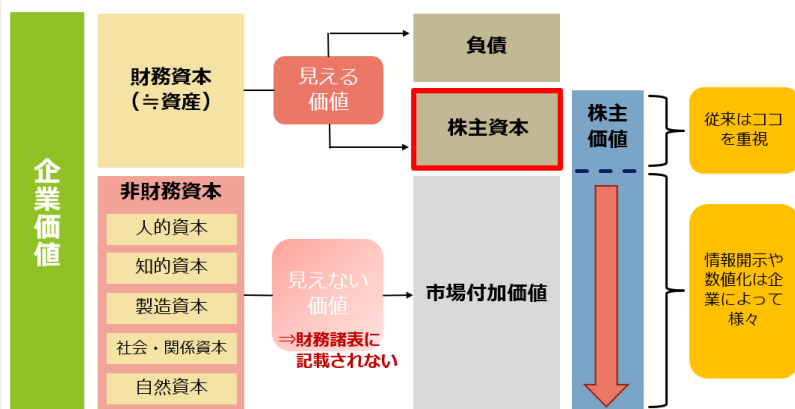 企業価値
財務資本
（≒資産）
見える
価値
負債
株主資本
株主
価値
従来はココ
を重視
非財務資本
人的資本
知的資本
製造資本
社会・関係資本
自然資本
見えない
価値
⇒財務諸表に
記載されない
市場付加価値
情報開示や
数値化は企
業によって
様々